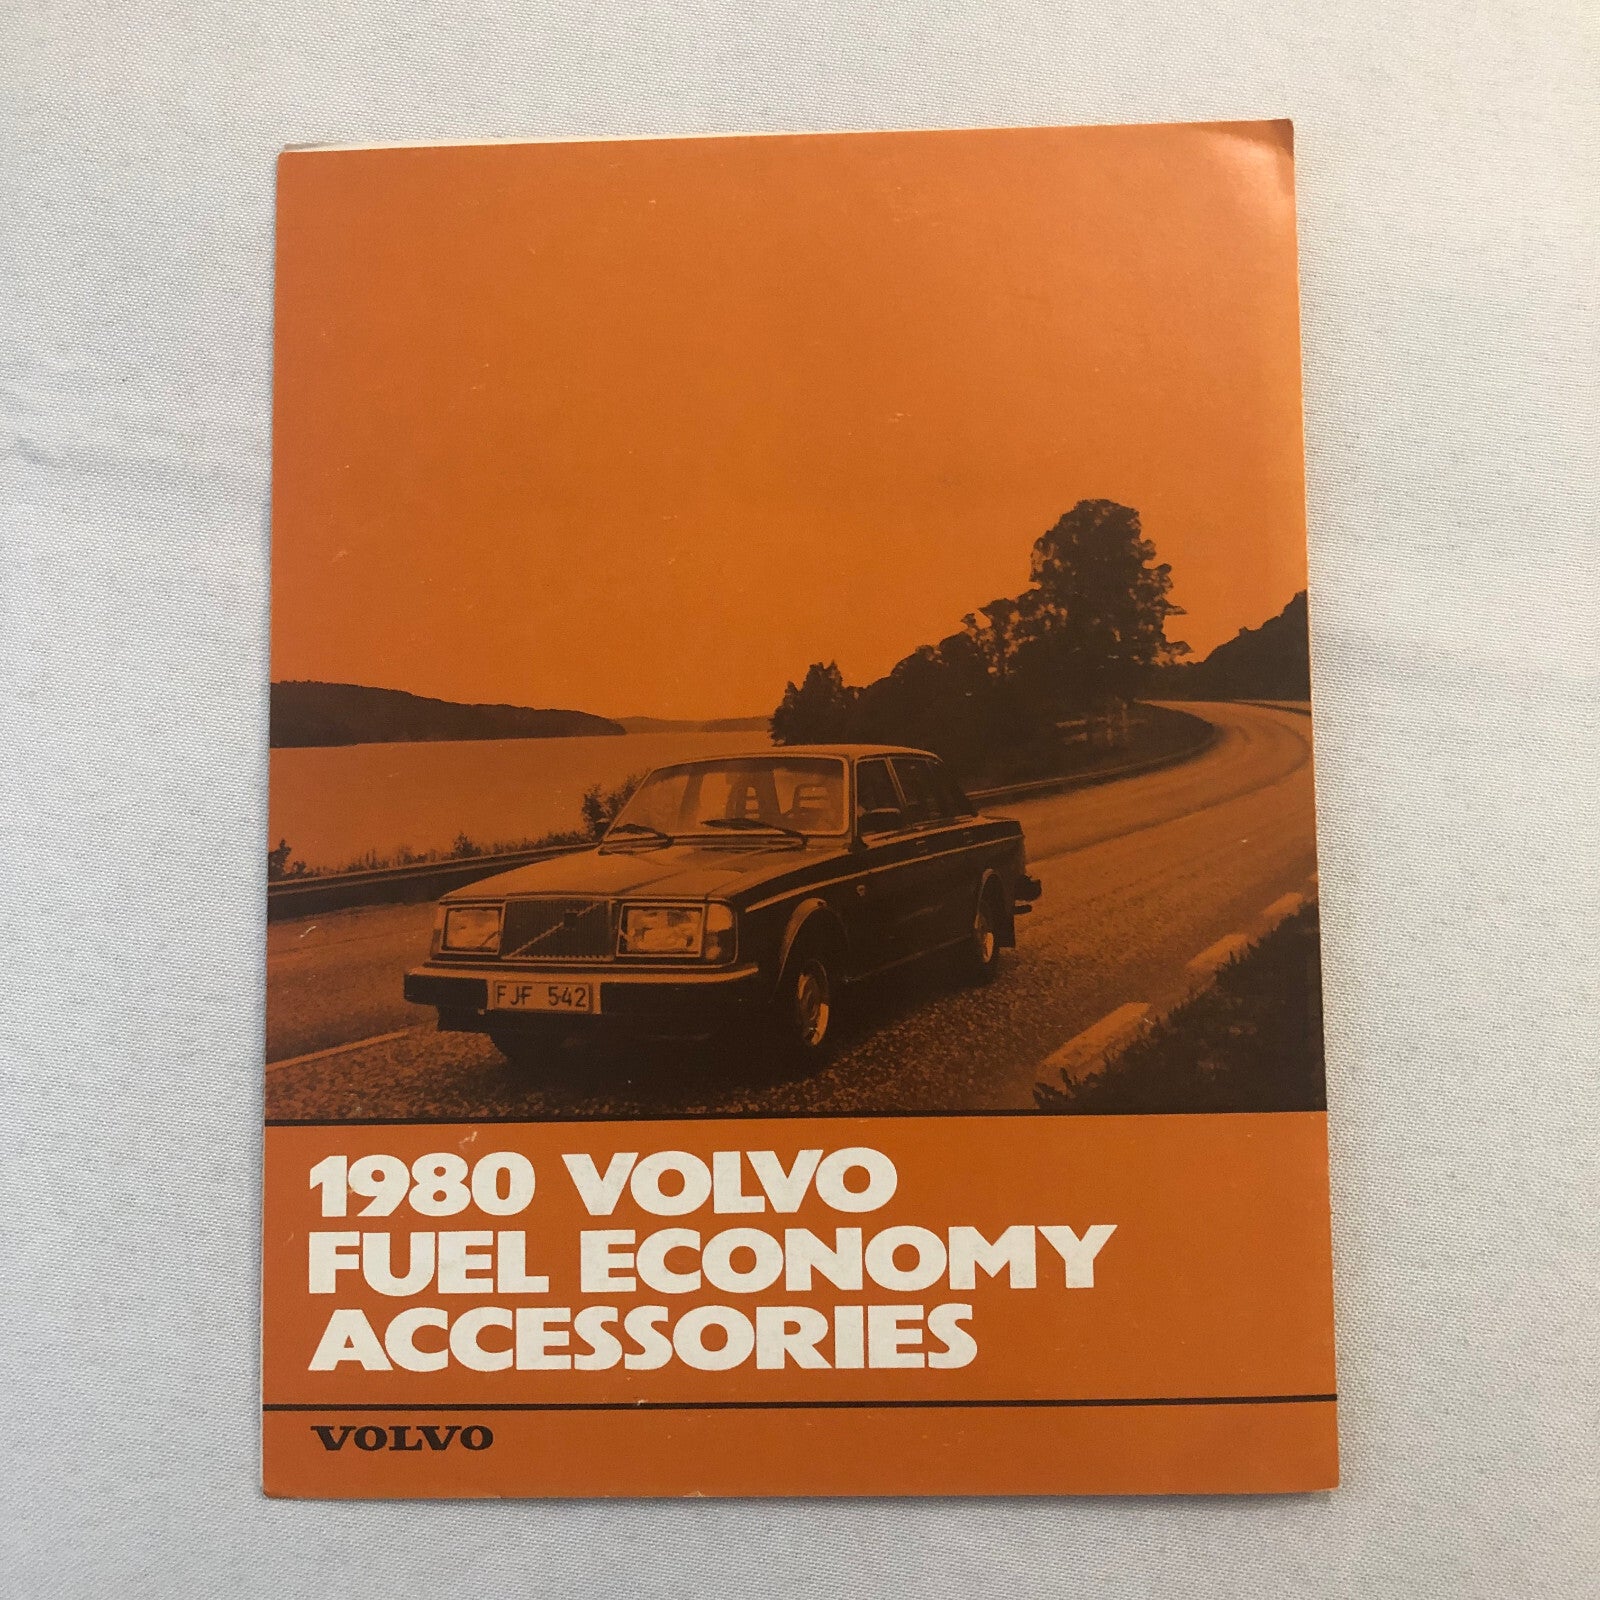 FJF 542
1980 VOLVO
FUEL ECONOMY
ACCESSORIES
VOLVO